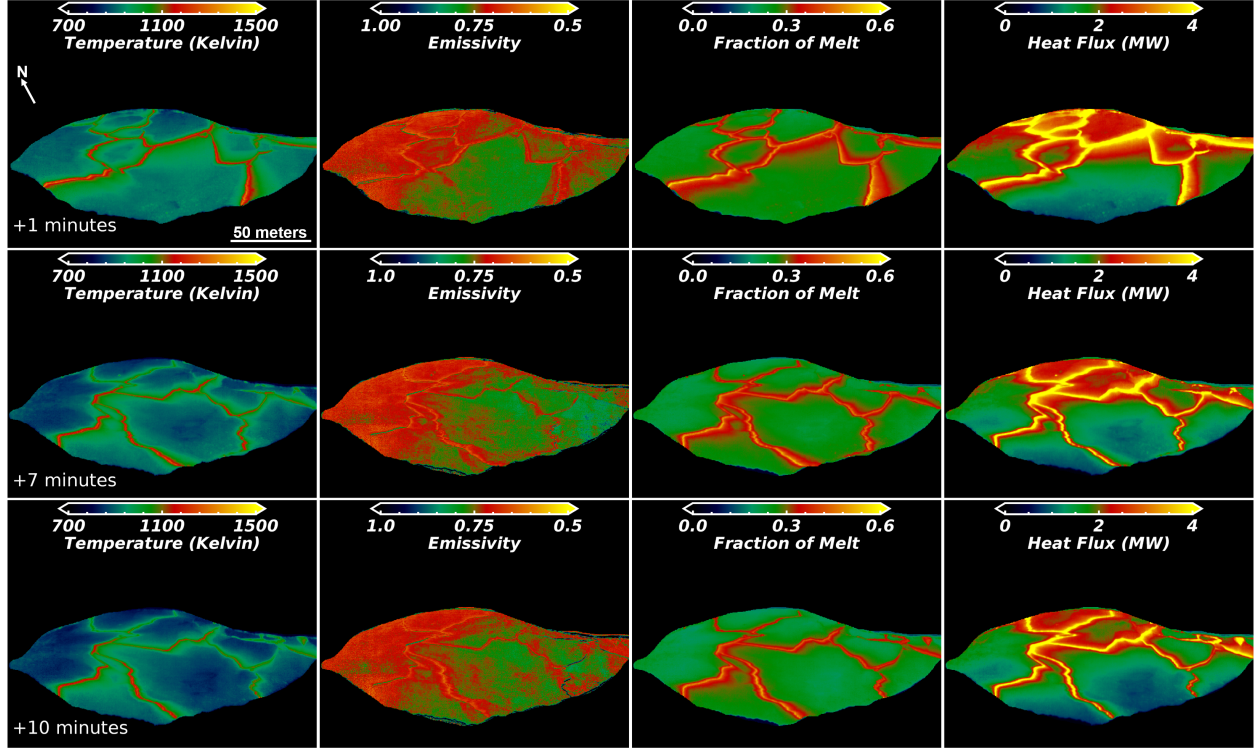 700 1100 1500
Temperature (Kelvin)
1.00 0.75 0.5
Emissivity
0.0 0.3 0.6
Fraction of Melt
0 2 4
Heat Flux (MW)
N
+1 minutes
50 meters
700 1100 1500
Temperature (Kelvin)
1.0 0.75 0.5
Emissivity
0.0 0.3 0.6
Fraction of Melt
0 2 4
Heat Flux (MW)
+7 minutes
700 1100 1500
Temperature (Kelvin)
1.0 0.75 0.5
Emissivity
0.0 0.3 0.6
Fraction of Melt
0 2 4
Heat Flux (MW)
+10 minutes